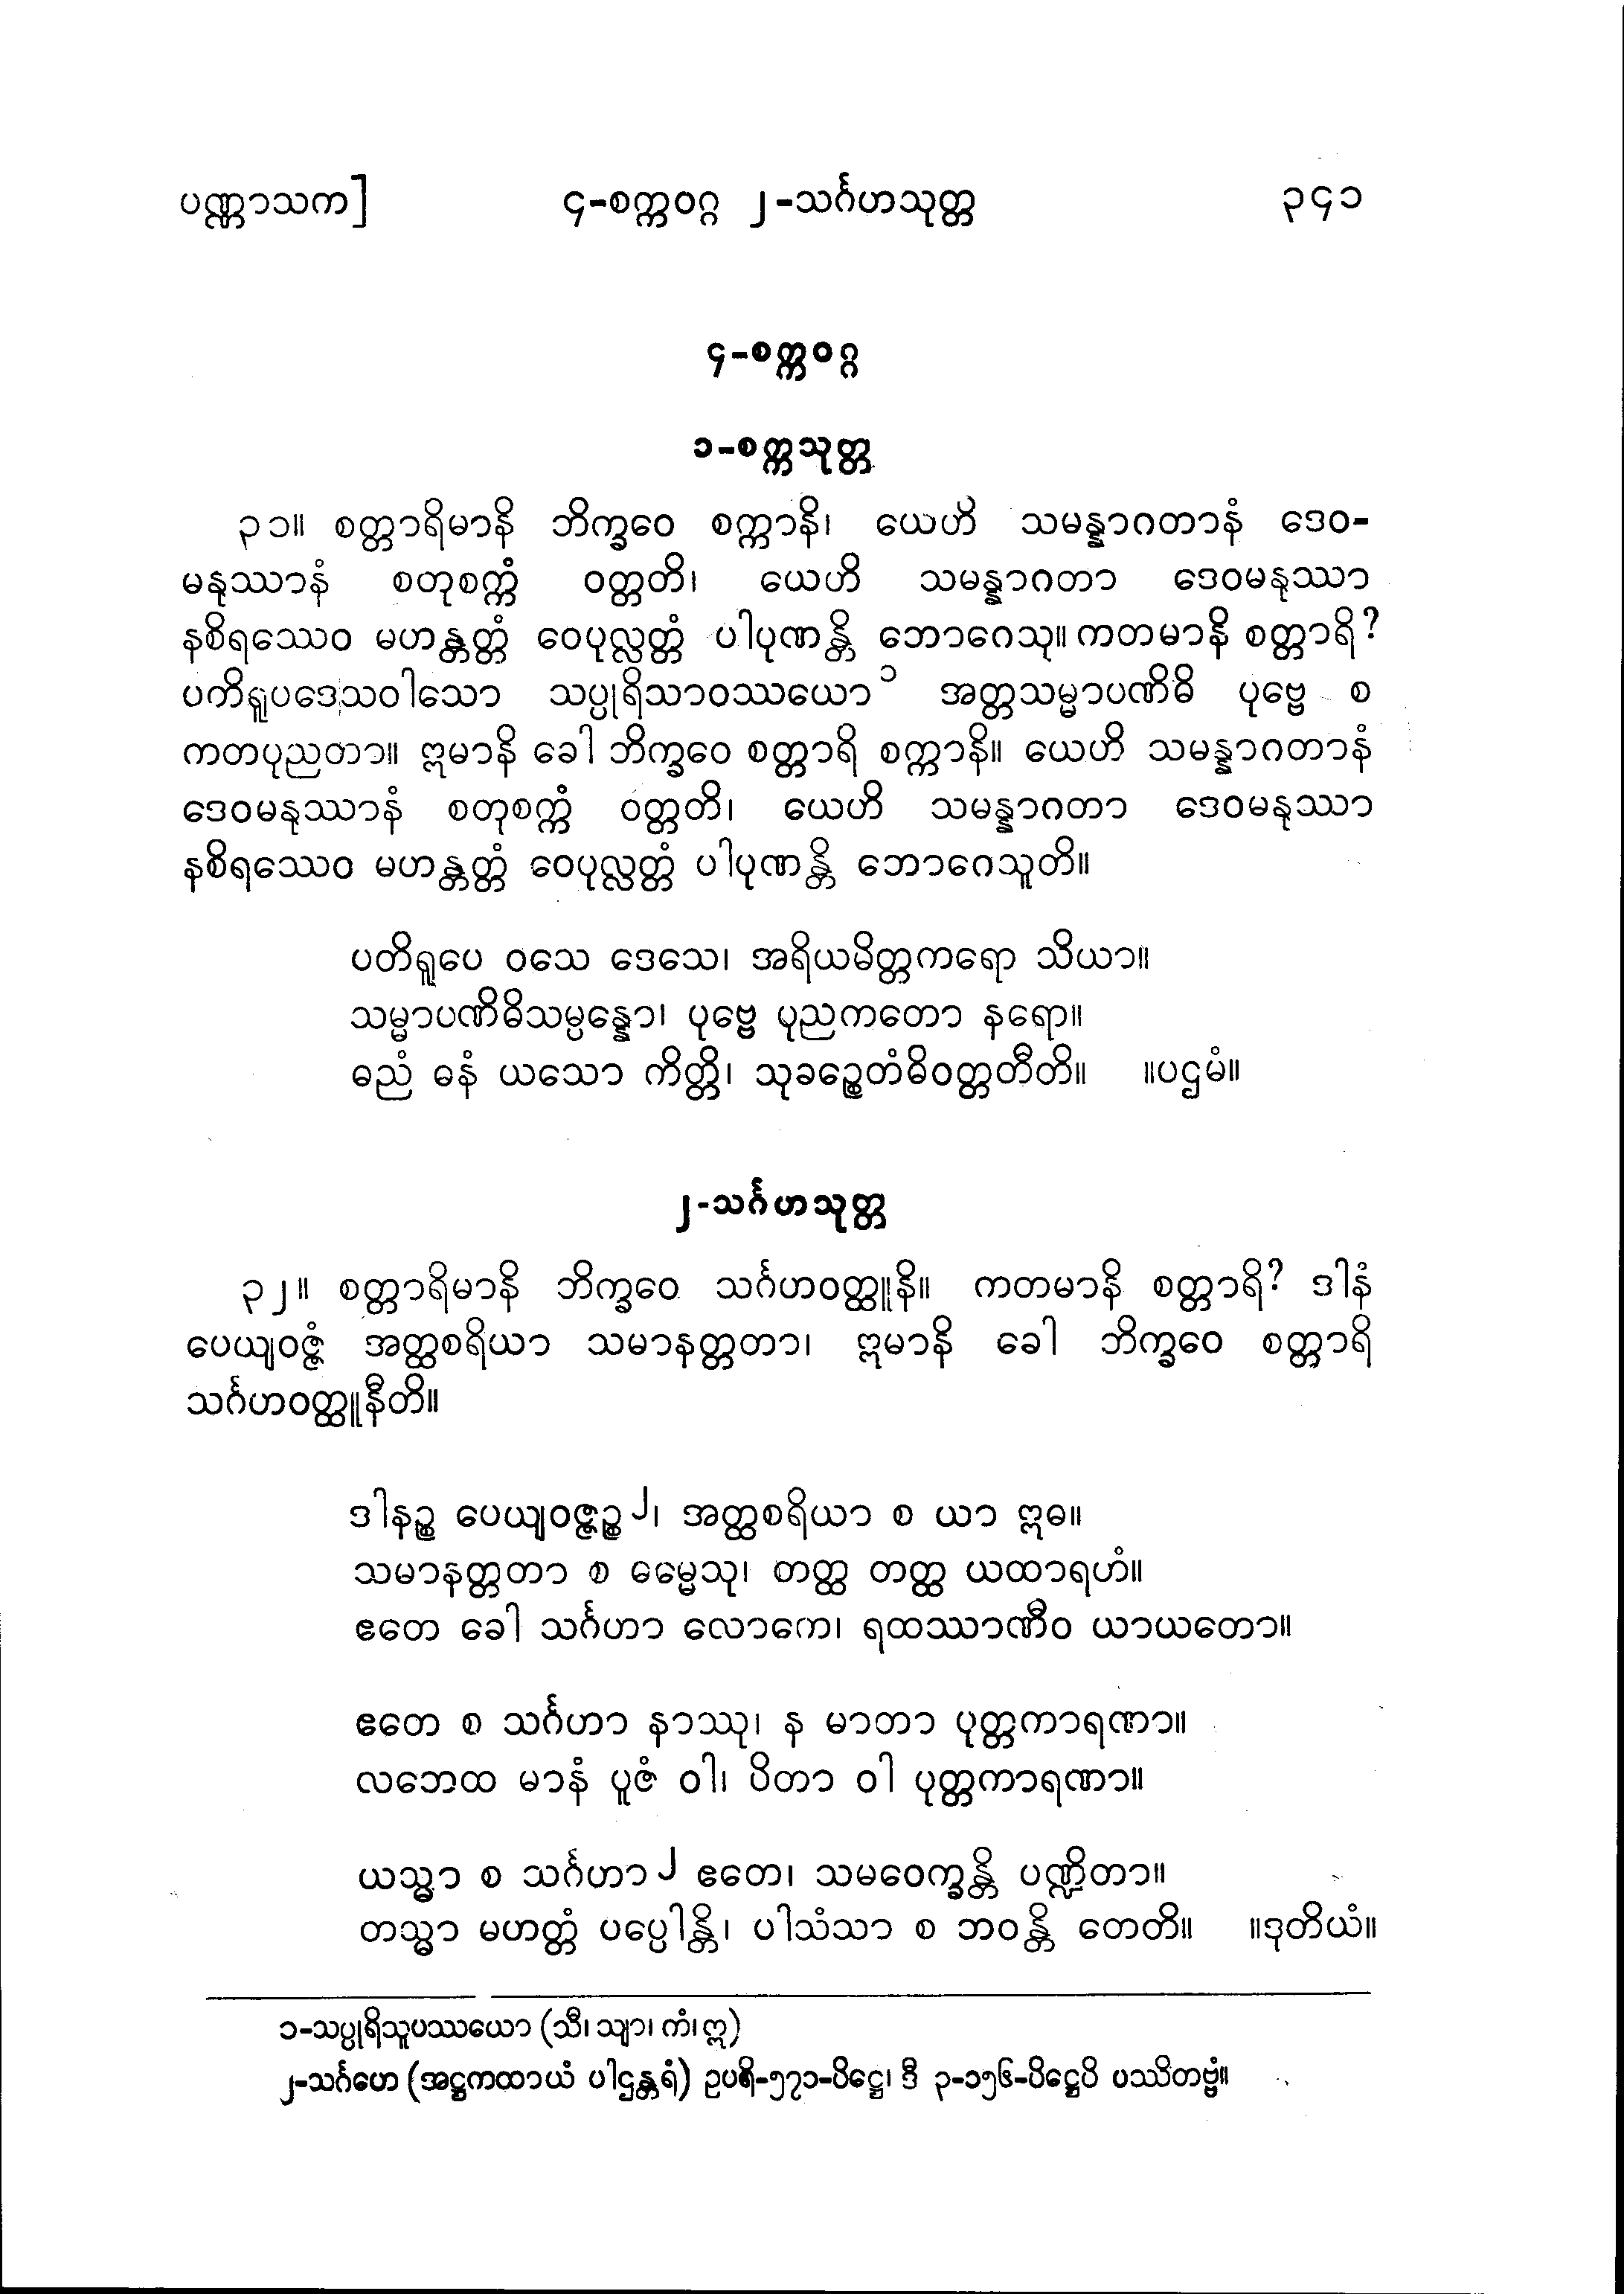 ပဏ္ဏာသက] ၄-စက္ကဝဂ္ဂ ၂-သင်္ဂဟသုတ္တ ၃၄၁
၄-စက္ကဝဂ္ဂ
၁-စက္ကသုတ္တ
၃၁။ စတ္တာရိမာနိ ဘိက္ခဝေ စက္ကာနိ၊ ယေဟိ သမန္နာဂတာနံ ဒေဝ-
မနုဿာနံ စတုစက္ကံ ဝတ္တတိ၊ ယေဟိ သမန္နာဂတာ ဒေဝမနုဿာ
နစိရဿေဝ မဟန္တတ္တံ ဝေပုလ္လတ္တံ ပါပုဏန္တိ ဘောဂေသု။ ကတမာနိ စတ္တာရိ?
ပတိရူပဒေသဝါသော သပ္ပုရိသာဝဿယော၁ အတ္တသမ္မာပဏိဓိ ပုဗ္ဗေ စ
ကတပုညတာ။ ဣမာနိ ခေါ ဘိက္ခဝေ စတ္တာရိ စက္ကာနိ။ ယေဟိ သမန္နာဂတာနံ
ဒေဝမနုဿာနံ စတုစက္ကံ ဝတ္တတိ၊ ယေဟိ သမန္နာဂတာ ဒေဝမနုဿာ
နစိရဿေဝ မဟန္တတ္တံ ဝေပုလ္လတ္တံ ပါပုဏန္တိ ဘောဂေသူတိ။
ပတိရူပေ ဝသေ ဒေသေ၊ အရိယမိတ္တကရော သိယာ။
သမ္မာပဏိဓိသမ္ပန္နော၊ ပုဗ္ဗေ ပုညကတော နရော။
ဓညံ ဓနံ ယသော ကိတ္တိ၊ သုခဉ္စေတံဓိဝတ္တတီတိ။ ။ပဌမံ။
၂-သင်္ဂဟသုတ္တ
၃၂။ စတ္တာရိမာနိ ဘိက္ခဝေ သင်္ဂဟဝတ္ထူနိ။ ကတမာနိ စတ္တာရိ? ဒါနံ
ပေယျဝဇ္ဇံ အတ္ထစရိယာ သမာနတ္တတာ၊ ဣမာနိ ခေါ ဘိက္ခဝေ စတ္တာရိ
သင်္ဂဟဝတ္ထူနီတိ။
ဒါနဉ္စ ပေယျဝဇ္ဇဉ္စ၂၊ အတ္ထစရိယာ စ ယာ ဣဓ။
သမာနတ္တတာ စ ဓမ္မေသု၊ တတ္ထ တတ္ထ ယထာရဟံ။
ဧတေ ခေါ သင်္ဂဟာ လောကေ၊ ရထဿာဏီဝ ယာယတော။
ဧတေ စ သင်္ဂဟာ နာဿု၊ န မာတာ ပုတ္တကာရဏာ။
လဘေထ မာနံ ပူဇံ ဝါ၊ ပိတာ ဝါ ပုတ္တကာရဏာ။
ယသ္မာ စ သင်္ဂဟာ၂ ဧတေ၊ သမဝေက္ခန္တိ ပဏ္ဍိတာ။
တသ္မာ မဟတ္တံ ပပ္ပေါန္တိ၊ ပါသံသာ စ ဘဝန္တိ တေတိ။ ။ဒုတိယံ။
၁-သပ္ပုရိသူပဿယော (သီ၊ သျာ၊ ကံ၊ ဣ)
၂-သင်္ဂဟေ (အဋ္ဌကထာယံ ပါဌန္တရံ) ဥပရိ-၅၇၁-ပိဋ္ဌေ၊ ဒီ ၃-၁၅၆-ပိဋ္ဌေပိ ပဿိတဗ္ဗံ။